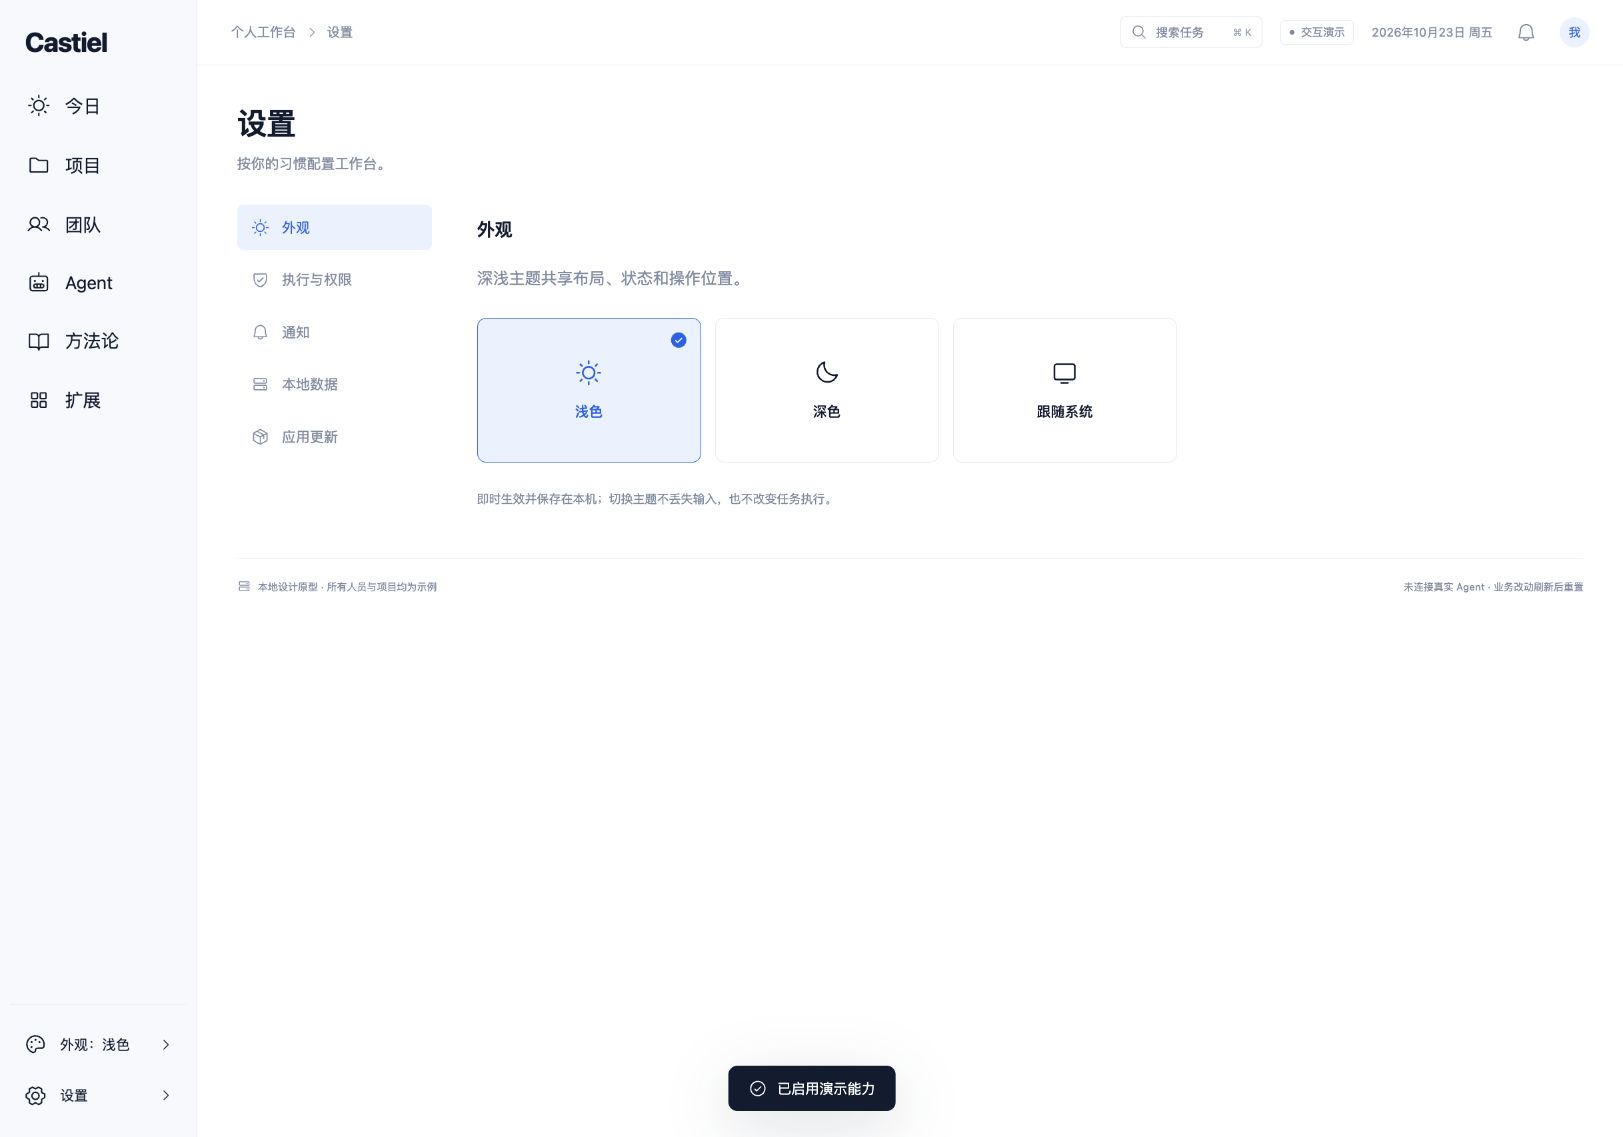 Castiel
今日
项目
团队
Agent
方法论
扩展
外观：浅色
设置
个人工作台 设置
搜索任务 ⌘ K
交互演示
2026年10月23日 周五
我
设置
按你的习惯配置工作台。
外观
执行与权限
通知
本地数据
应用更新
外观
深浅主题共享布局、状态和操作位置。
浅色
深色
跟随系统
即时生效并保存在本机；切换主题不丢失输入，也不改变任务执行。
本地设计原型 · 所有人员与项目均为示例
未连接真实 Agent · 业务改动刷新后重置
已启用演示能力